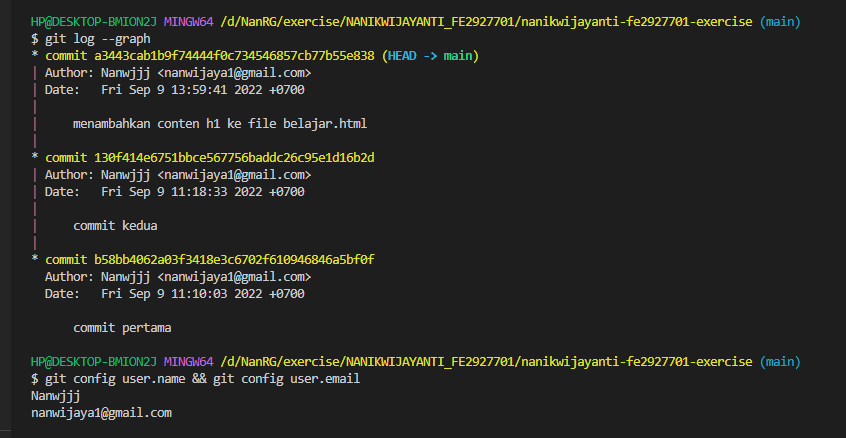 HP@DESKTOP-BMION2J MINGW64 /d/NanRG/exercise/NANIKWIJAYANTI_FE2927701/nanikwijayanti-fe2927701-exercise (main)
$ git log --graph
* commit a3443cab1b9f74444f0c734546857cb77b55e838 (HEAD -> main)
| Author: Nanwjjj <nanwijaya1@gmail.com>
| Date:   Fri Sep 9 13:59:41 2022 +0700
|
|     menambahkan conten h1 ke file belajar.html
|
* commit 130f414e6751bbce567756baddc26c95e1d16b2d
| Author: Nanwjjj <nanwijaya1@gmail.com>
| Date:   Fri Sep 9 11:18:33 2022 +0700
|
|     commit kedua
|
* commit b58bb4062a03f3418e3c6702f610946846a5bf0f
  Author: Nanwjjj <nanwijaya1@gmail.com>
  Date:   Fri Sep 9 11:10:03 2022 +0700
      commit pertama
HP@DESKTOP-BMION2J MINGW64 /d/NanRG/exercise/NANIKWIJAYANTI_FE2927701/nanikwijayanti-fe2927701-exercise (main)
$ git config user.name && git config user.email
Nanwjjj
nanwijaya1@gmail.com